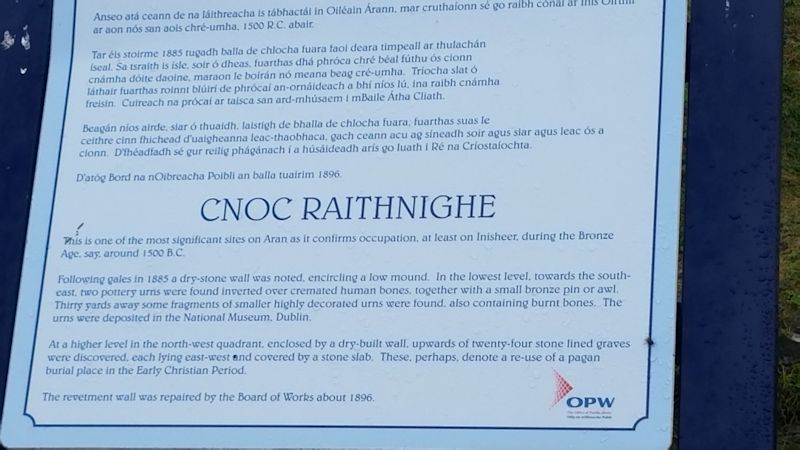 Anseo atá ceann de na láithreacha is tábhachtái in Oileáin Árann, mar cruthaíonn sé go raibh cónaí ar Inis Oirthir
ar aon nós san aois chré-umha, 1500 R.C. abair.
Tar éis stoirme 1885 tugadh balla de chlocha fuara faoi deara timpeall ar thulachán
íseal. Sa tsraith is ísle, soir ó dheas, fuarthas dhá phróca chré béal fúthu ós cionn
cnámha dóite daoine, maraon le boirán nó meana beag cré-umha. Triocha slat ó
láthair fuarthas roinnt blúirí de phrócaí an-ornáideach a bhí níos lú, ina raibh cnámha
freisin. Cuireach na prócaí ar taisca san ard-mhúsaem i mBaile Átha Cliath.
Beagán níos airde, siar ó thuaidh, laistigh de bhalla de chlocha fuara, fuarthas suas le
ceithre cinn fhichead d'uaigheanna leac-thaobhaca, gach ceann acu ag síneadh soir agus siar agus leac ós a
cionn. D'fhéadfadh sé gur reilig phágánach í a húsáideadh arís go luath i Ré na Críostaíochta.
D'atóg Bord na nOibreacha Poibli an balla tuairim 1896.
CNOC RAITHNIGHE
This is one of the most significant sites on Aran as it confirms occupation, at least on Inisheer, during the Bronze
Age, say, around 1500 B.C.
Following gales in 1885 a dry-stone wall was noted, encircling a low mound. In the lowest level, towards the south-
east, two pottery urns were found inverted over cremated human bones, together with a small bronze pin or awl.
Thirty yards away some fragments of smaller highly decorated urns were found, also containing burnt bones. The
urns were deposited in the National Museum, Dublin.
At a higher level in the north-west quadrant, enclosed by a dry-built wall, upwards of twenty-four stone lined graves
were discovered, each lying east-west and covered by a stone slab. These, perhaps, denote a re-use of a pagan
burial place in the Early Christian Period.
The revetment wall was repaired by the Board of Works about 1896.
OPW
The Office of Public Works
Oifig na nOibreacha Poiblí